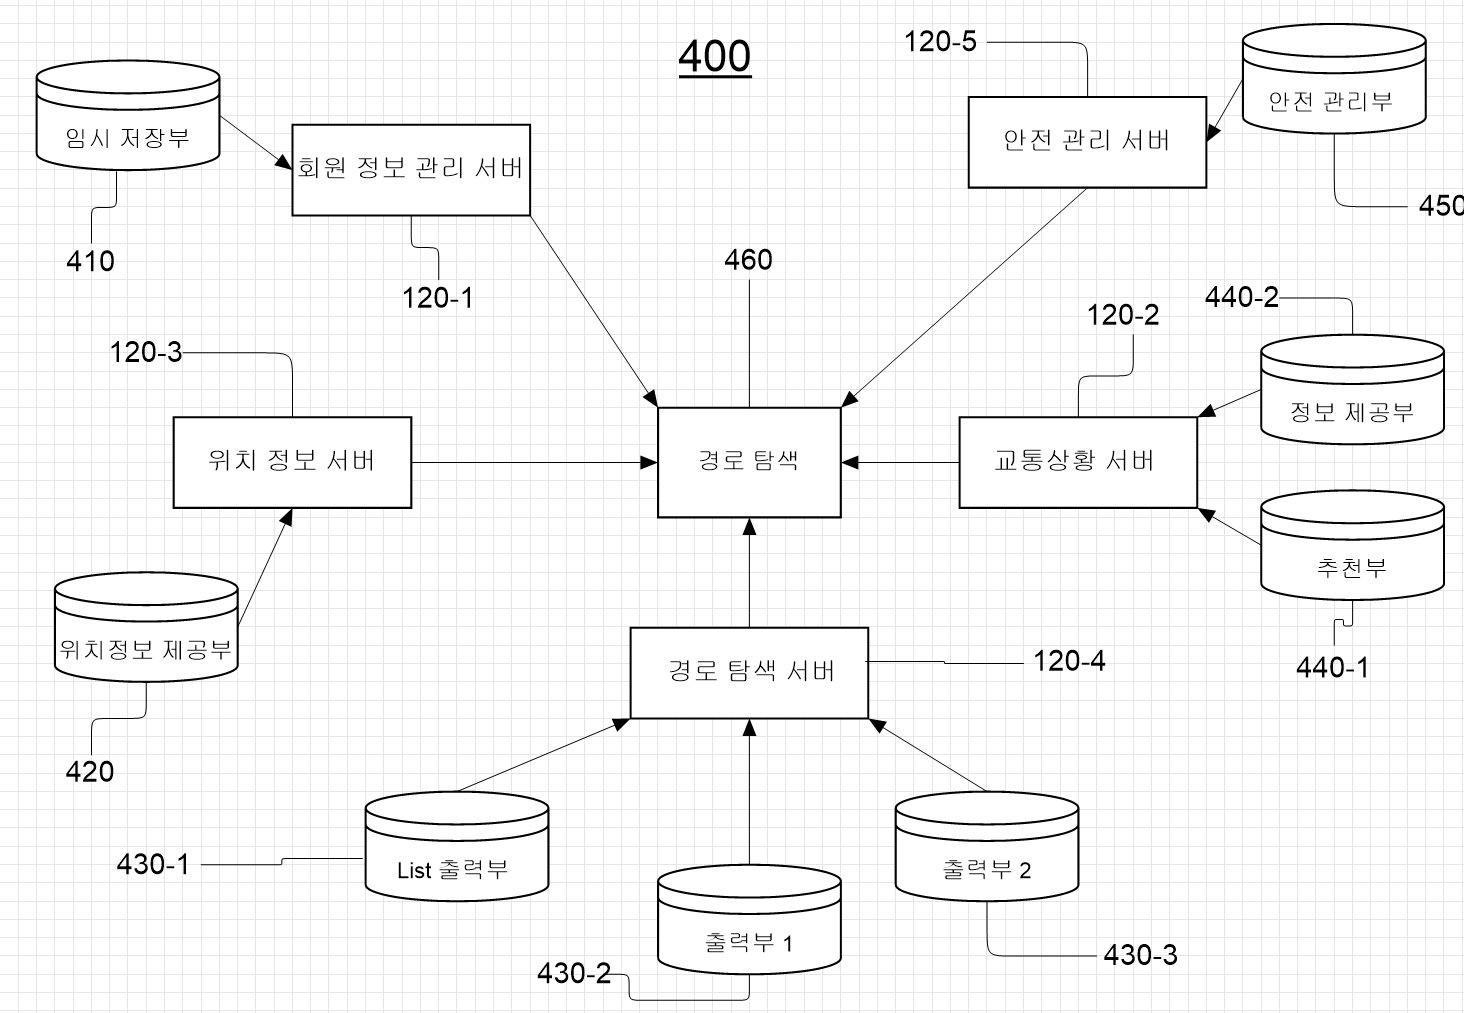 400
120-5
안전 관리부
임시 저장부
회원 정보 관리 서버
안전 관리 서버
450
410
120-1
460
120-2
440-2
120-3
정보 제공부
위치 정보 서버
경로 탐색
교통상황 서버
추천부
위치정보 제공부
경로 탐색 서버
120-4
440-1
420
430-1
List 출력부
출력부 2
출력부 1
430-2
430-3